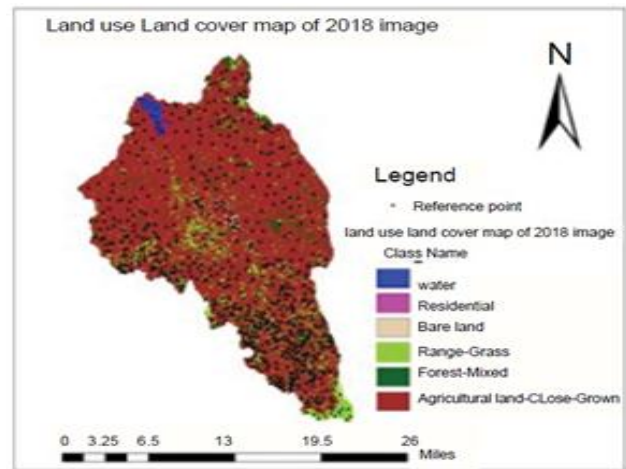 Land use Land cover map of 2018 image
N
Legend
Reference point
land use land cover map of 2018 image
Class Name
water
Residential
Bare land
Range-Grass
Forest-Mixed
Agricultural land-CLose-Grown
0 3.25 6.5 13 19.5 26
Miles